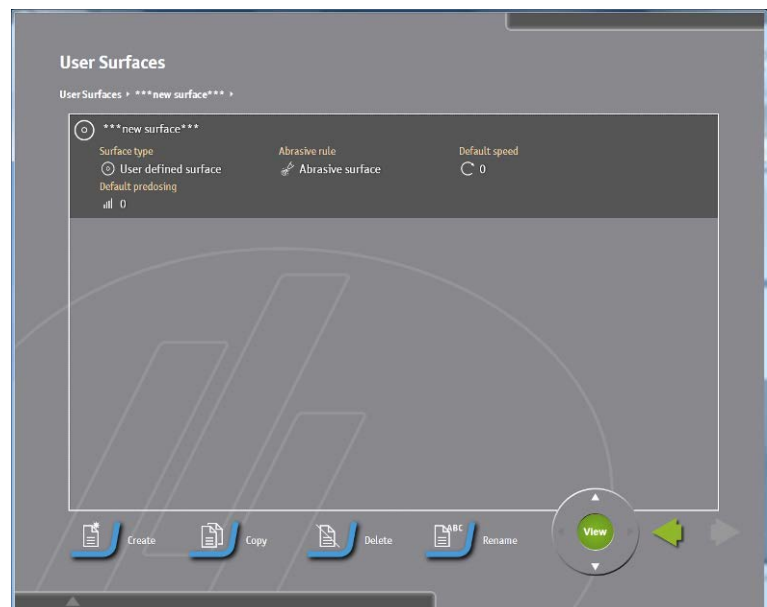 User Surfaces
User Surfaces ***new surface***
***new surface***
Surface type Abrasive rule Default speed
User defined surface Abrasive surface 0
Default predosing
0
ABC
Create Copy Delete Rename View